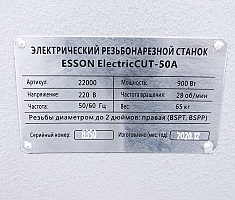 ЭЛЕКТРИЧЕСКИЙ РЕЗЬБОНАРЕЗНОЙ СТАНОК
ESSON ElectricCUT-50A
Артикул: 22000 Мощность: 900 Вт
Напряжение: 220 В Частота вращения: 28 об/мин
Частота: 50/60 Гц Вес: 65 кг
Резьбы диаметром до 2 дюймов: правая (BSPT, BSPP)
Серийный номер: Изготовлено (мес.год)